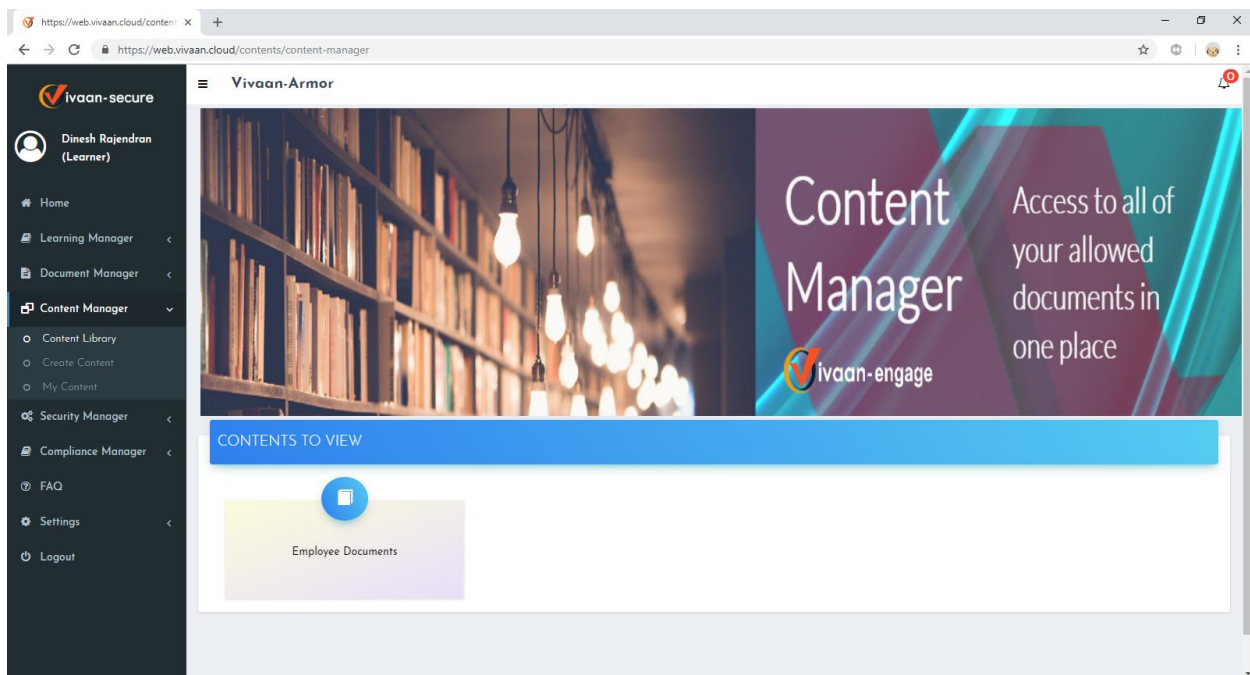 https://web.vivaan.cloud/content
https://web.vivaan.cloud/contents/content-manager
ivaan-secure
Dinesh Rajendran
(Learner)
Home
Learning Manager
Document Manager
Content Manager
Content Library
Create Content
My Content
Security Manager
Compliance Manager
FAQ
Settings
Logout
Vivaan-Armor
0
Content
Manager
ivaan-engage
Access to all of
your allowed
documents in
one place
CONTENTS TO VIEW
Employee Documents